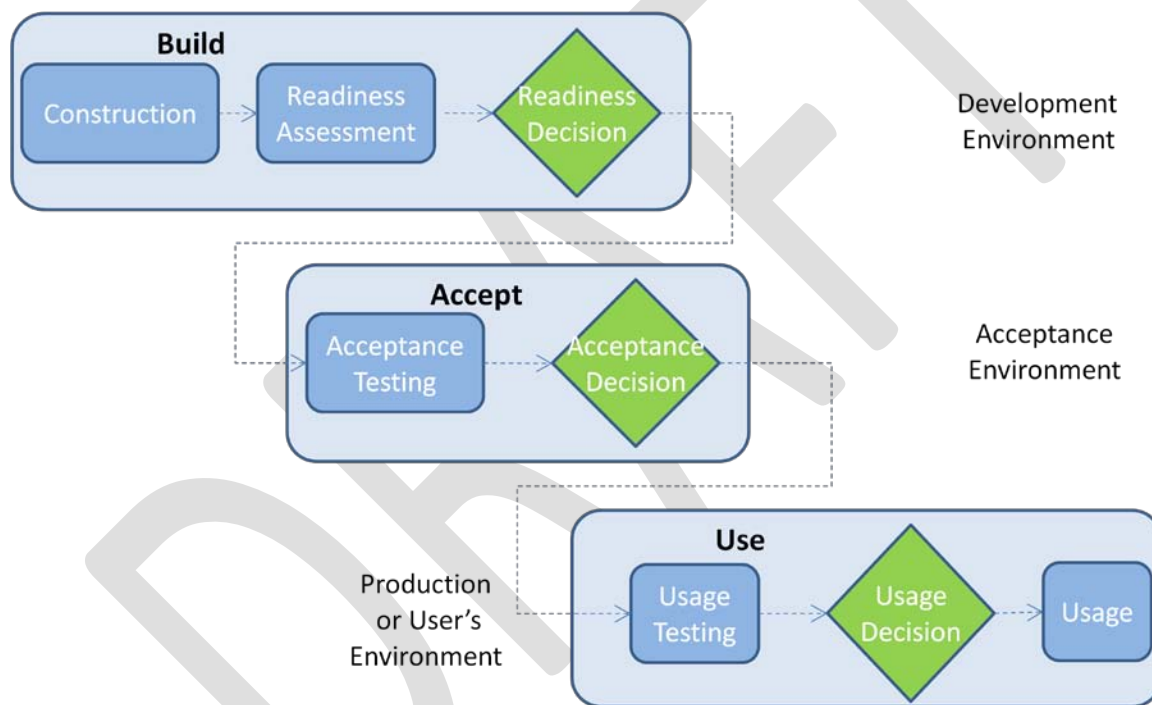 Build
Construction
Readiness
Assessment
Readiness
Decision
Development
Environment
Accept
Acceptance
Testing
Acceptance
Decision
Acceptance
Environment
Use
Production
or User's
Environment
Usage
Testing
Usage
Decision
Usage
DRAFT